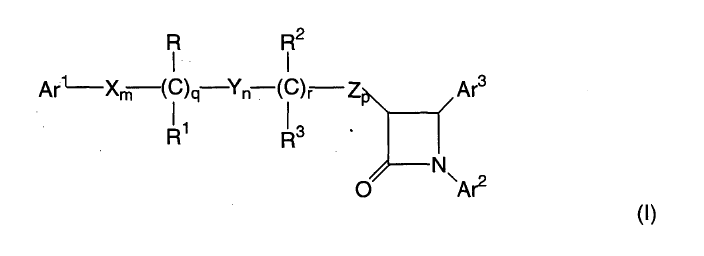 R R²
Ar¹ Xₘ (C)q Yₙ (C)r Zₚ Ar³
R¹ R³
O N Ar²
(I)